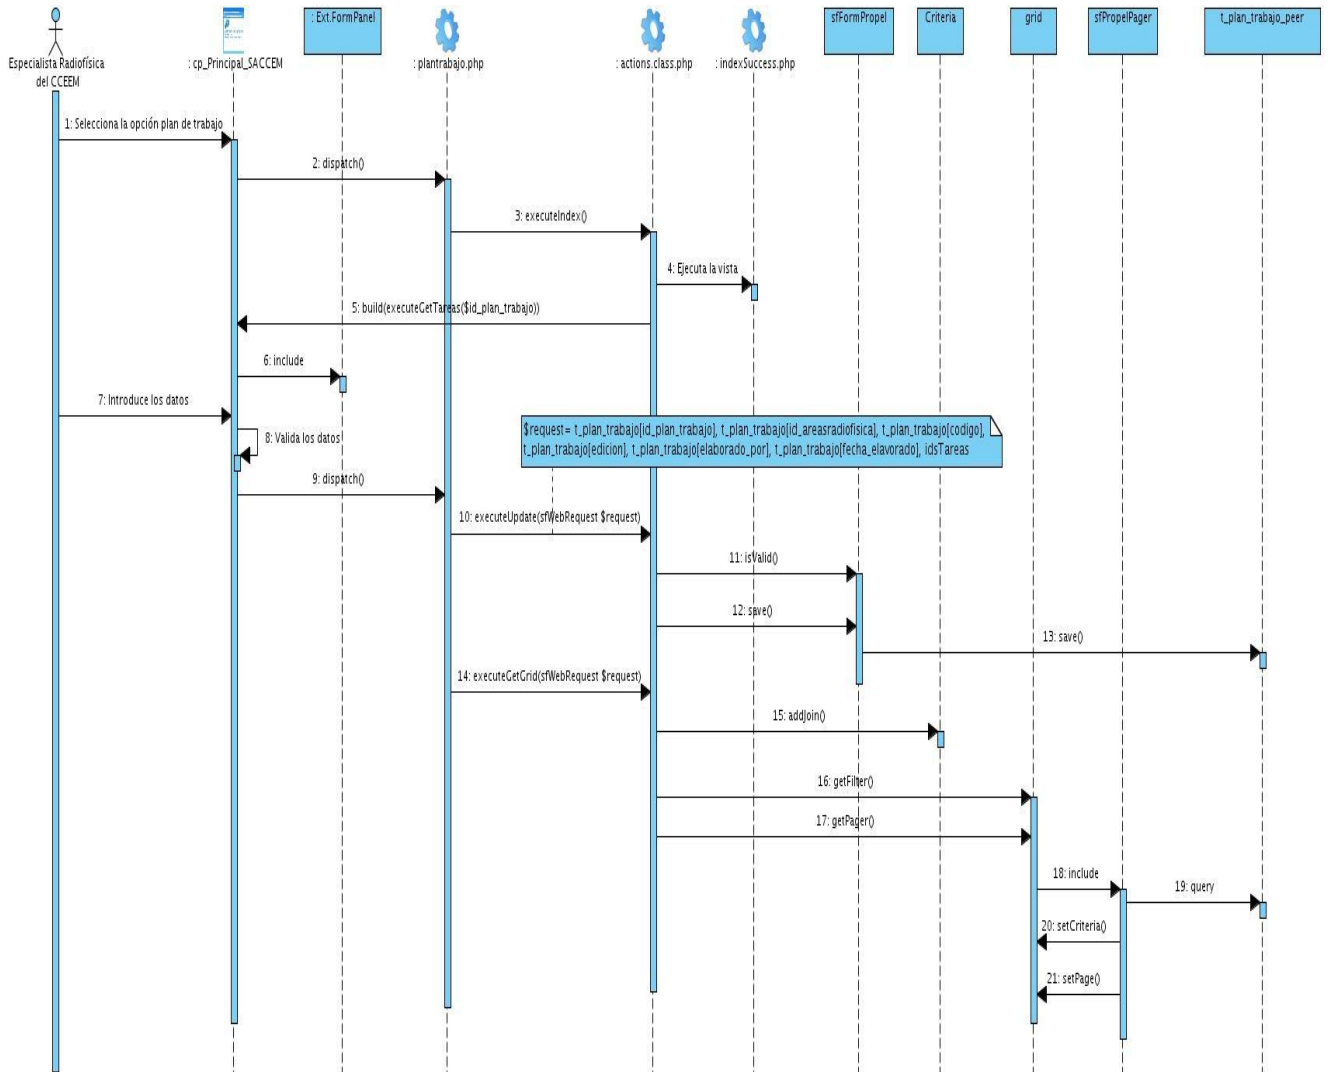 : Ext.FormPanel
sfFormPropel
Criteria
grid
sfPropelPager
t_plan_trabajo_peer
Especialista Radiofísica
del CCEEM
: cp_Principal_SACCEM
: plantrabajo.php
: actions.class.php
: indexSuccess.php
1: Selecciona la opción plan de trabajo
2: dispatch()
3: executeIndex()
4: Ejecuta la vista
5: build(executeGetTareas($id_plan_trabajo))
6: include
7: Introduce los datos
8: Valida los datos
$request= t_plan_trabajo[id_plan_trabajo], t_plan_trabajo[id_areasradiofisica], t_plan_trabajo[codigo],
t_plan_trabajo[edicion], t_plan_trabajo[elaborado_por], t_plan_trabajo[fecha_elavorado], idsTareas
9: dispatch()
10: executeUpdate(sfWebRequest $request)
11: isValid()
12: save()
13: save()
14: executeGetGrid(sfWebRequest $request)
15: addJoin()
16: getFilter()
17: getPager()
18: include
19: query
20: setCriteria()
21: setPage()